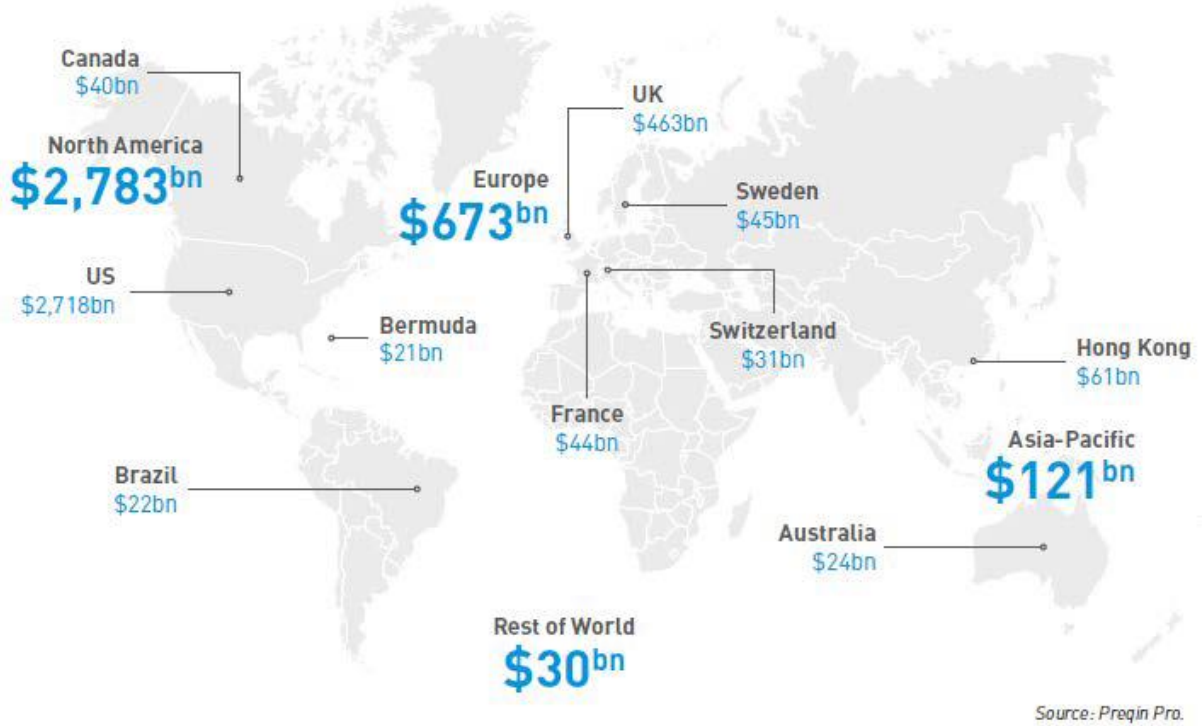 Canada
$40bn
North America
$2,783bn
US
$2,718bn
Bermuda
$21bn
Brazil
$22bn
UK
$463bn
Europe
$673bn
Sweden
$45bn
Switzerland
$31bn
France
$44bn
Hong Kong
$61bn
Asia-Pacific
$121bn
Australia
$24bn
Rest of World
$30bn
Source: Preqin Pro.